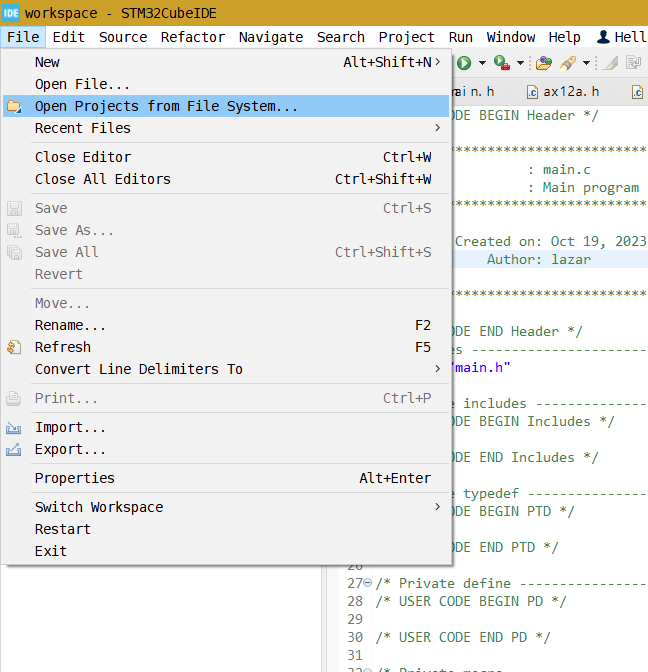 IDE workspace - STM32CubeIDE
File Edit Source Refactor Navigate Search Project Run Window Help Hell
New Alt+Shift+N
Open File...
Open Projects from File System...
Recent Files
Close Editor Ctrl+W
Close All Editors Ctrl+Shift+W
Save Ctrl+S
Save As...
Save All Ctrl+Shift+S
Revert
Move...
Rename... F2
Refresh F5
Convert Line Delimiters To
Print... Ctrl+P
Import...
Export...
Properties Alt+Enter
Switch Workspace
Restart
Exit
ain.h ax12a.h
ODE BEGIN Header */
*************************
: main.c
: Main program
*************************
Created on: Oct 19, 2023
Author: lazar
*************************
ODE END Header */
es ----------------------
"main.h"
e includes --------------
ODE BEGIN Includes */
ODE END Includes */
e typedef ---------------
ODE BEGIN PTD */
ODE END PTD */
26
27 /* Private define ----------------
28 /* USER CODE BEGIN PD */
29
30 /* USER CODE END PD */
31